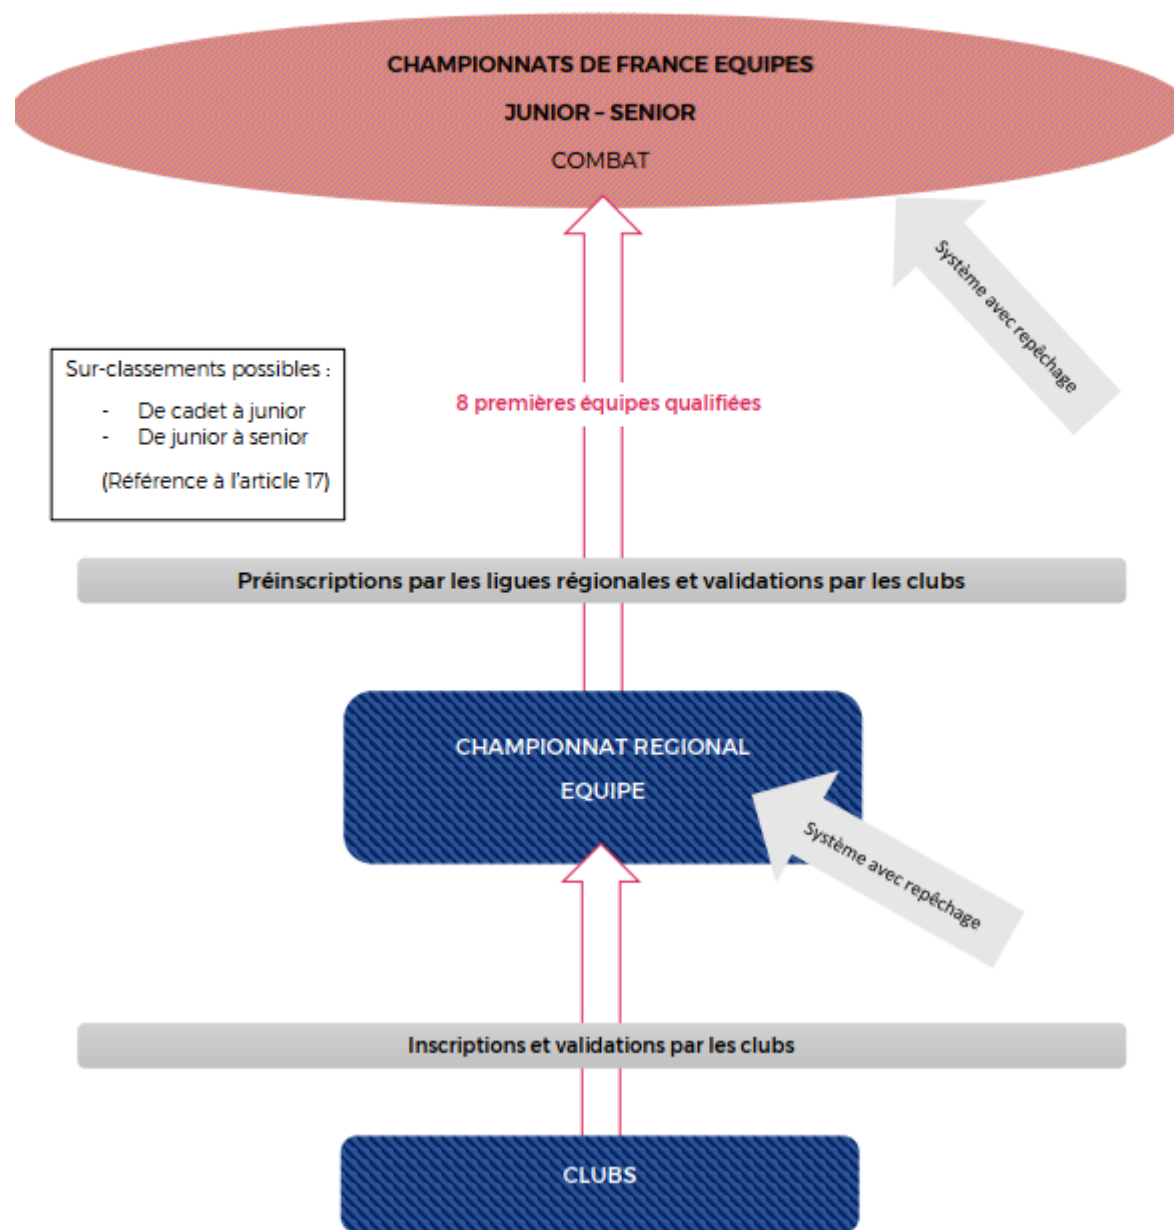 CHAMPIONNATS DE FRANCE EQUIPES
JUNIOR – SENIOR
COMBAT
Système avec repêchage
Sur-classements possibles :
- De cadet à junior
- De junior à senior
(Référence à l'article 17)
8 premières équipes qualifiées
Préinscriptions par les ligues régionales et validations par les clubs
CHAMPIONNAT REGIONAL
EQUIPE
Système avec repêchage
Inscriptions et validations par les clubs
CLUBS